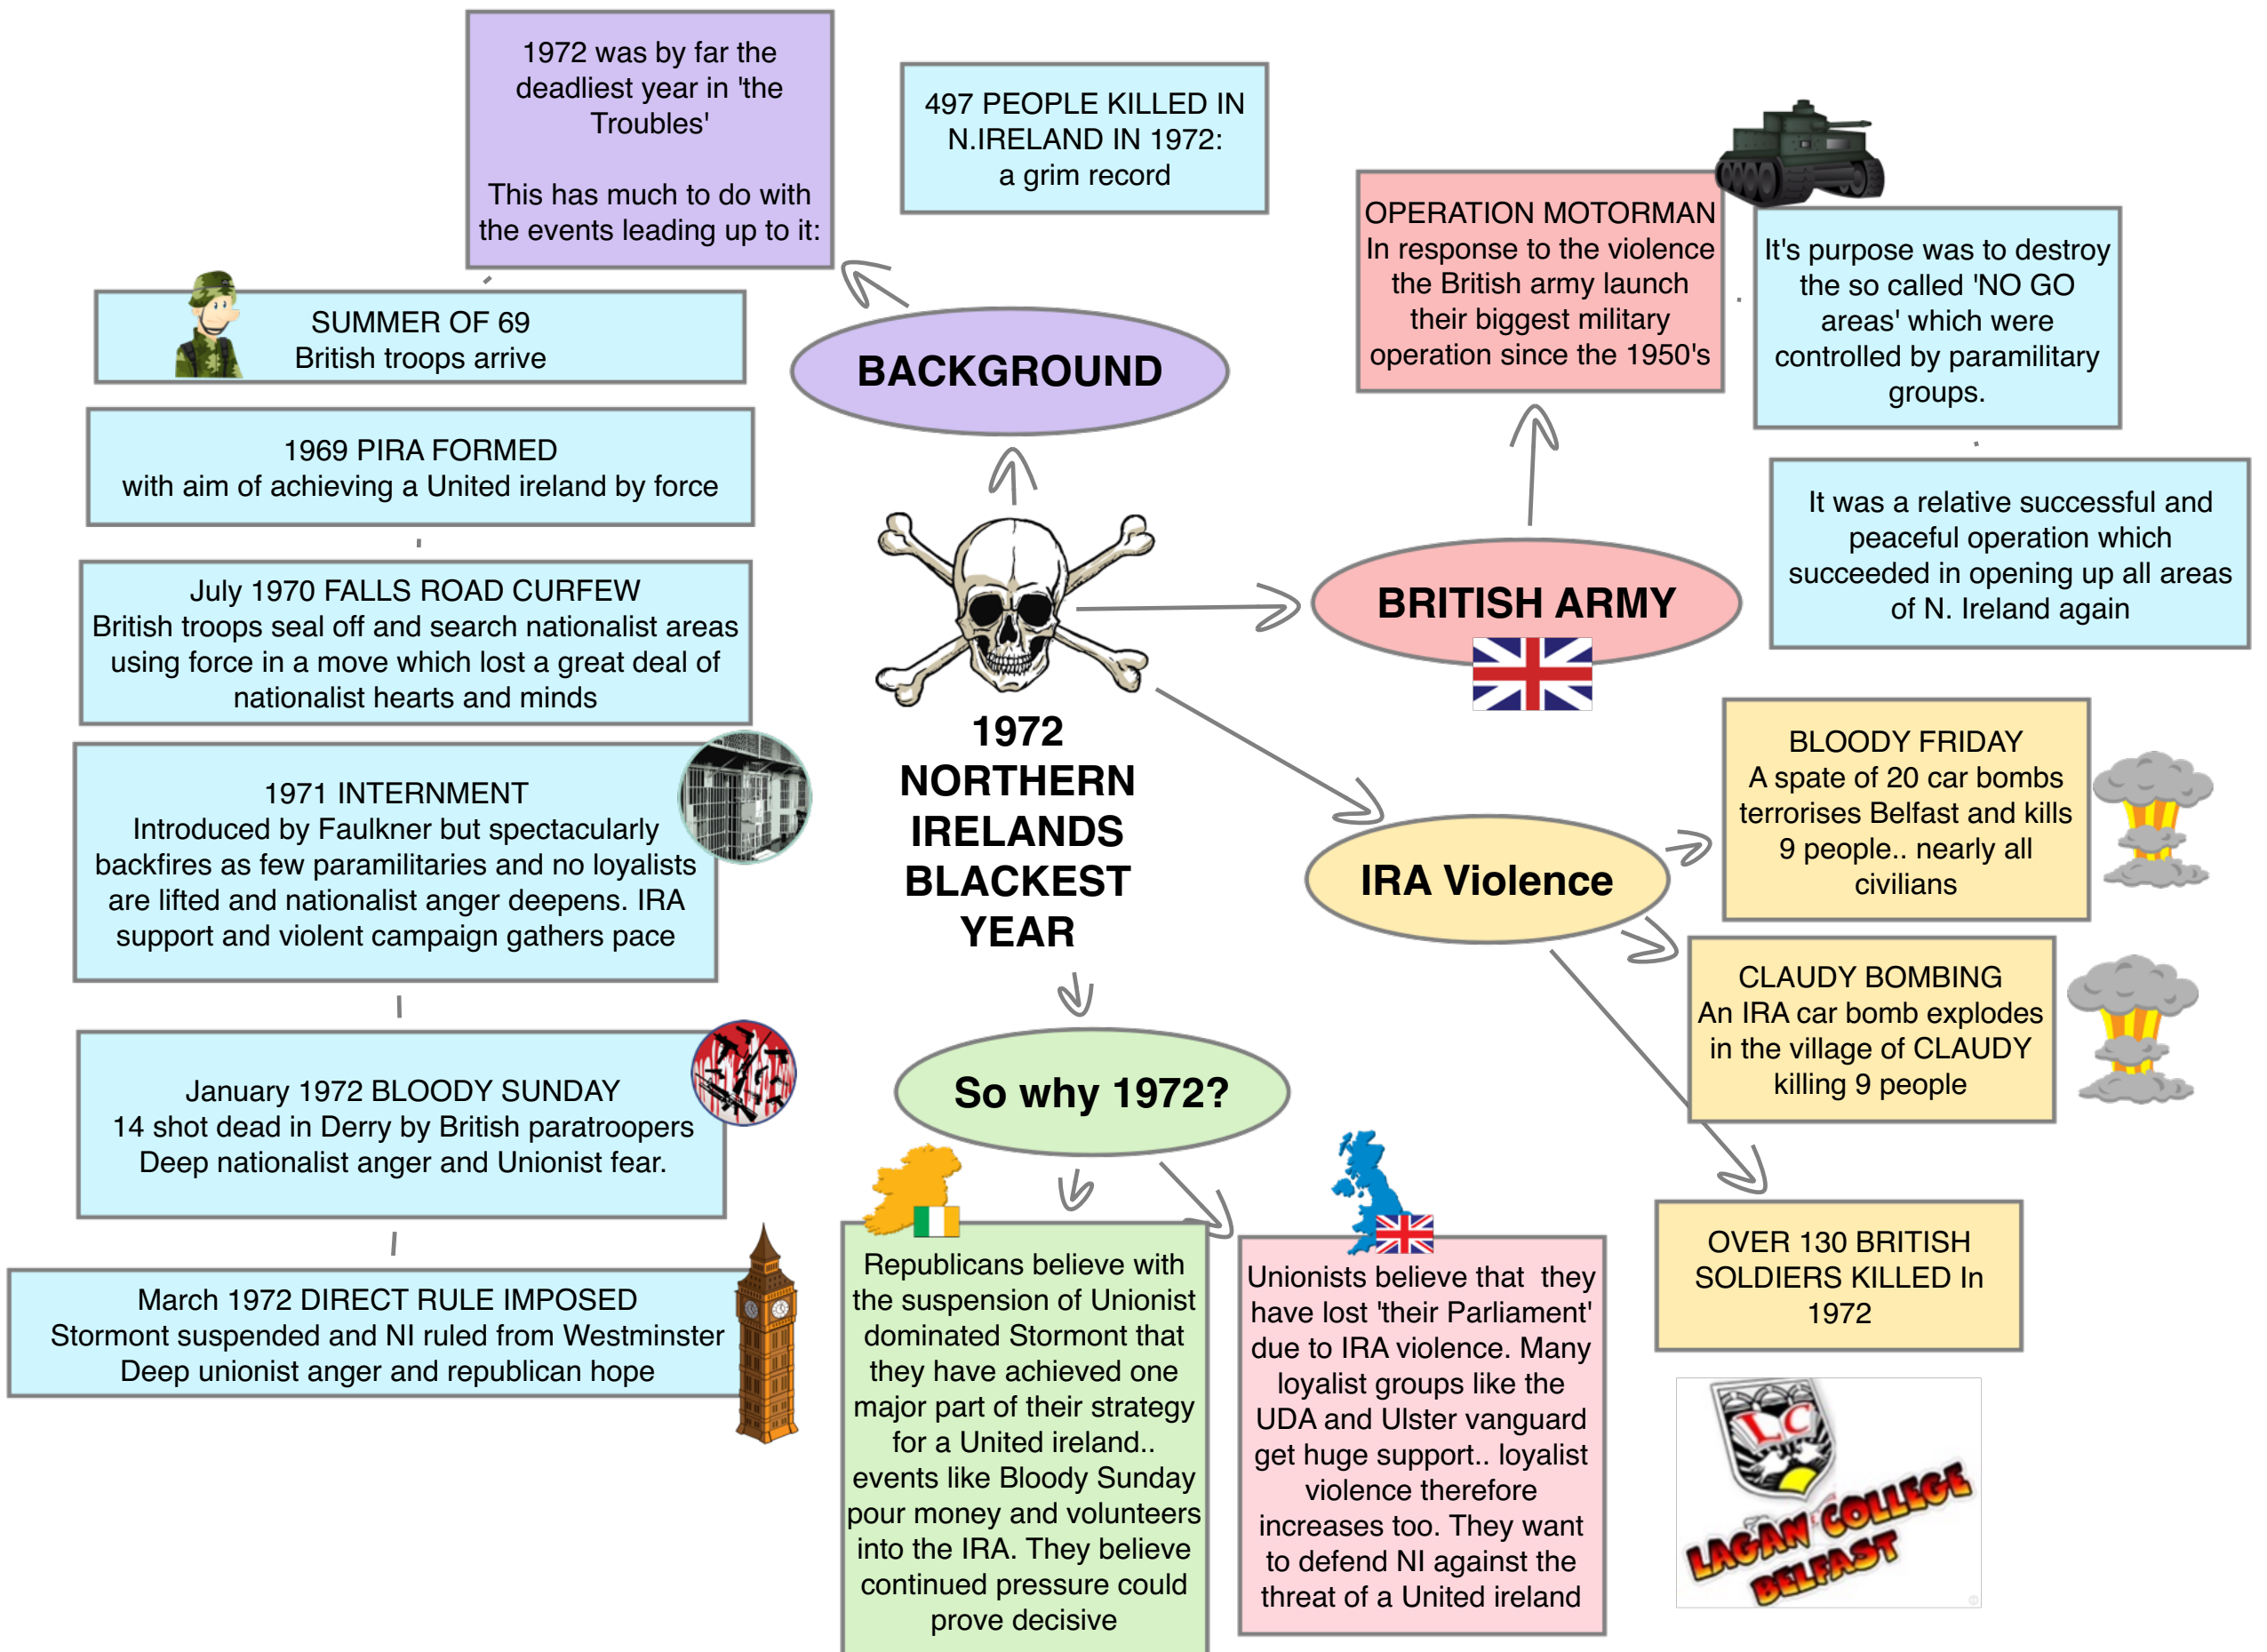 1972 was by far the
deadliest year in 'the
Troubles'
This has much to do with
the events leading up to it:
497 PEOPLE KILLED IN
N.IRELAND IN 1972:
a grim record
BACKGROUND
SUMMER OF 69
British troops arrive
1969 PIRA FORMED
with aim of achieving a United ireland by force
July 1970 FALLS ROAD CURFEW
British troops seal off and search nationalist areas
using force in a move which lost a great deal of
nationalist hearts and minds
1971 INTERNMENT
Introduced by Faulkner but spectacularly
backfires as few paramilitaries and no loyalists
are lifted and nationalist anger deepens. IRA
support and violent campaign gathers pace
January 1972 BLOODY SUNDAY
14 shot dead in Derry by British paratroopers
Deep nationalist anger and Unionist fear.
March 1972 DIRECT RULE IMPOSED
Stormont suspended and NI ruled from Westminster
Deep unionist anger and republican hope
1972
NORTHERN
IRELANDS
BLACKEST
YEAR
OPERATION MOTORMAN
In response to the violence
the British army launch
their biggest military
operation since the 1950's
It's purpose was to destroy
the so called 'NO GO
areas' which were
controlled by paramilitary
groups.
It was a relative successful and
peaceful operation which
succeeded in opening up all areas
of N. Ireland again
BRITISH ARMY
IRA Violence
BLOODY FRIDAY
A spate of 20 car bombs
terrorises Belfast and kills
9 people.. nearly all
civilians
CLAUDY BOMBING
An IRA car bomb explodes
in the village of CLAUDY
killing 9 people
OVER 130 BRITISH
SOLDIERS KILLED In
1972
So why 1972?
Republicans believe with
the suspension of Unionist
dominated Stormont that
they have achieved one
major part of their strategy
for a United ireland..
events like Bloody Sunday
pour money and volunteers
into the IRA. They believe
continued pressure could
prove decisive
Unionists believe that  they
have lost 'their Parliament'
due to IRA violence. Many
loyalist groups like the
UDA and Ulster vanguard
get huge support.. loyalist
violence therefore
increases too. They want
to defend NI against the
threat of a United ireland
LC
LAGAN COLLEGE
BELFAST